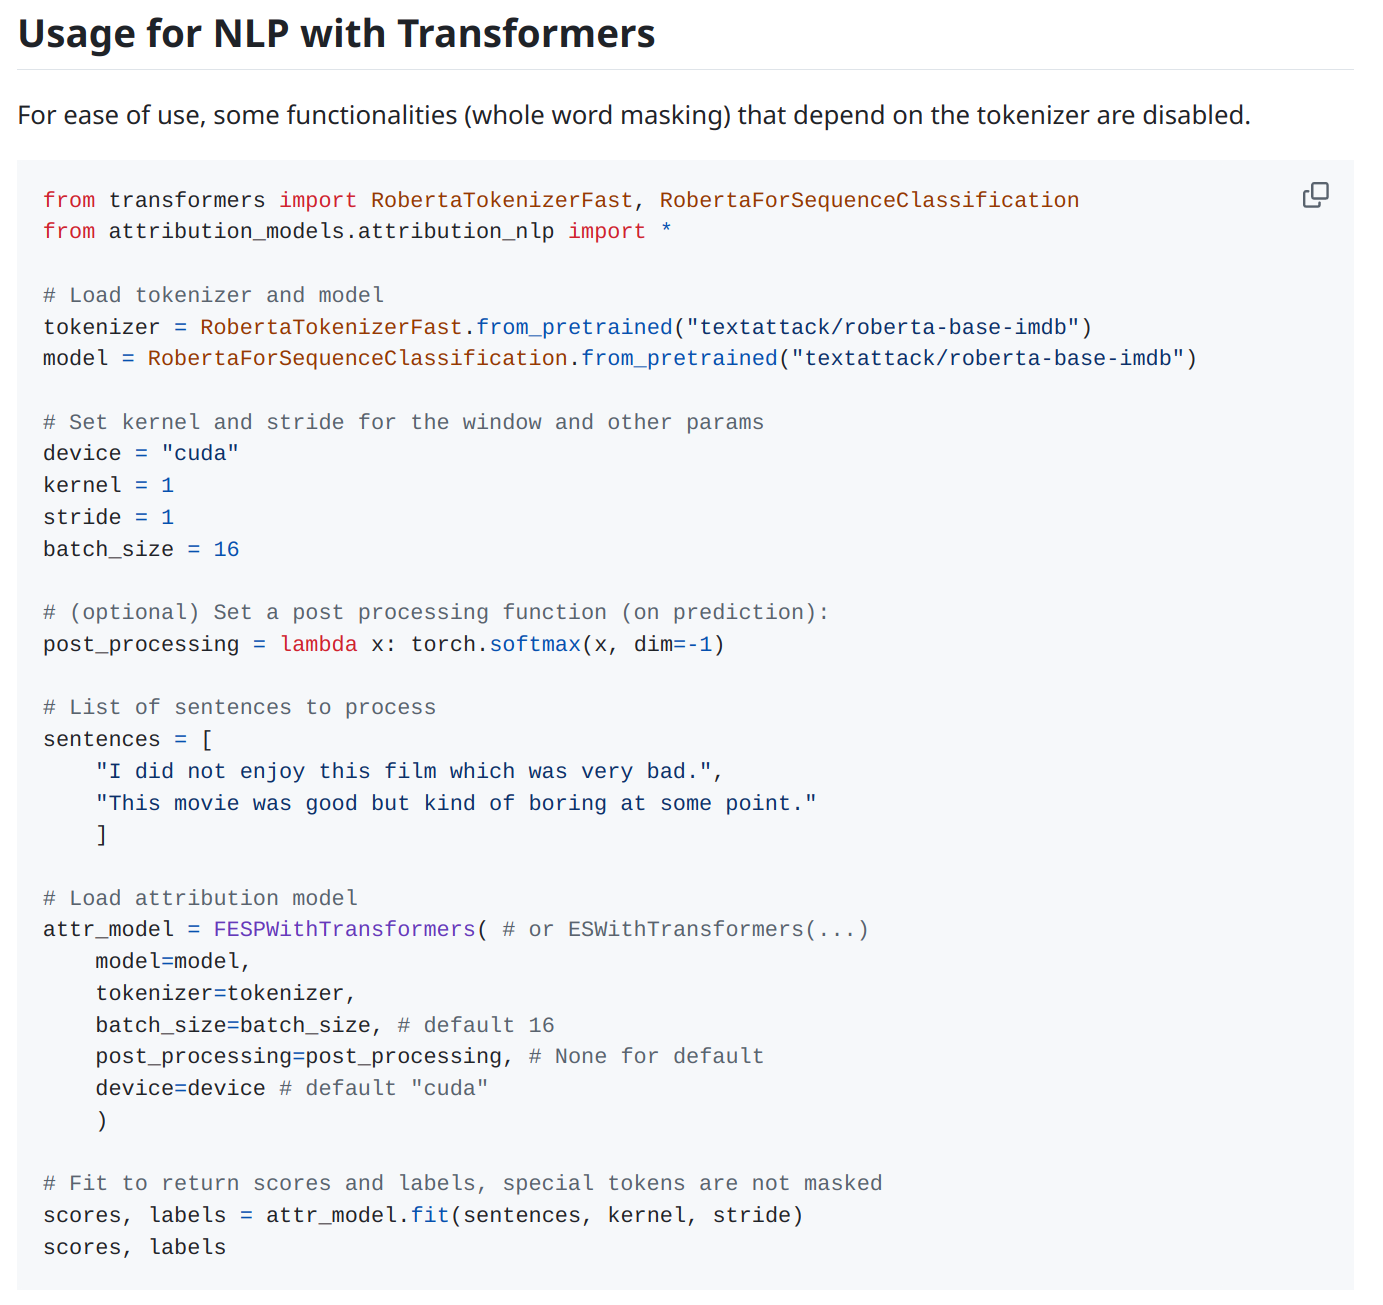 Usage for NLP with Transformers
For ease of use, some functionalities (whole word masking) that depend on the tokenizer are disabled.
from transformers import RobertaTokenizerFast, RobertaForSequenceClassification
from attribution_models.attribution_nlp import *

# Load tokenizer and model
tokenizer = RobertaTokenizerFast.from_pretrained("textattack/roberta-base-imdb")
model = RobertaForSequenceClassification.from_pretrained("textattack/roberta-base-imdb")

# Set kernel and stride for the window and other params
device = "cuda"
kernel = 1
stride = 1
batch_size = 16

# (optional) Set a post processing function (on prediction):
post_processing = lambda x: torch.softmax(x, dim=-1)

# List of sentences to process
sentences = [
    "I did not enjoy this film which was very bad.",
    "This movie was good but kind of boring at some point."
    ]

# Load attribution model
attr_model = FESPWithTransformers( # or ESWithTransformers(...)
    model=model,
    tokenizer=tokenizer,
    batch_size=batch_size, # default 16
    post_processing=post_processing, # None for default
    device=device # default "cuda"
    )

# Fit to return scores and labels, special tokens are not masked
scores, labels = attr_model.fit(sentences, kernel, stride)
scores, labels